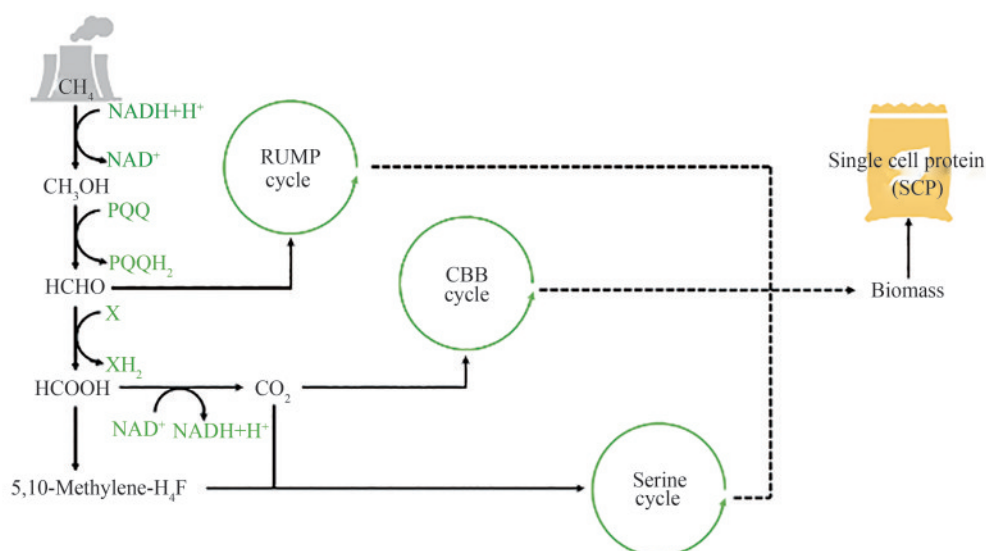 CH₄
NADH+H⁺
NAD⁺
CH₃OH
PQQ
PQQH₂
HCHO
X
XH₂
HCOOH
CO₂
NAD⁺
NADH+H⁺
5,10-Methylene-H₄F
RUMP
cycle
CBB
cycle
Serine
cycle
Single cell protein
(SCP)
Biomass